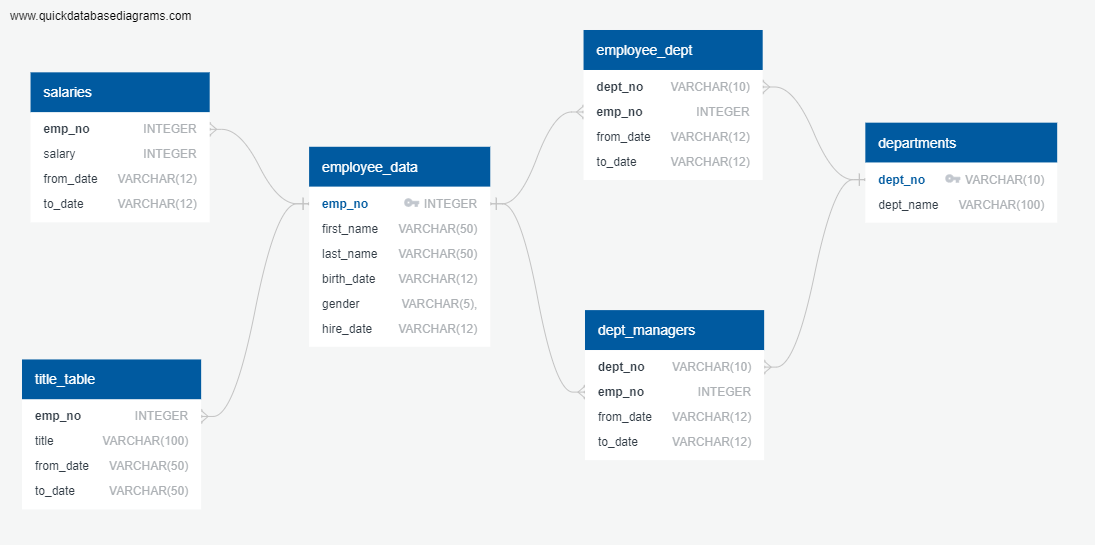 www.quickdatabasediagrams.com
salaries
emp_no INTEGER
salary INTEGER
from_date VARCHAR(12)
to_date VARCHAR(12)
title_table
emp_no INTEGER
title VARCHAR(100)
from_date VARCHAR(50)
to_date VARCHAR(50)
employee_data
emp_no INTEGER
first_name VARCHAR(50)
last_name VARCHAR(50)
birth_date VARCHAR(12)
gender VARCHAR(5),
hire_date VARCHAR(12)
employee_dept
dept_no VARCHAR(10)
emp_no INTEGER
from_date VARCHAR(12)
to_date VARCHAR(12)
dept_managers
dept_no VARCHAR(10)
emp_no INTEGER
from_date VARCHAR(12)
to_date VARCHAR(12)
departments
dept_no VARCHAR(10)
dept_name VARCHAR(100)